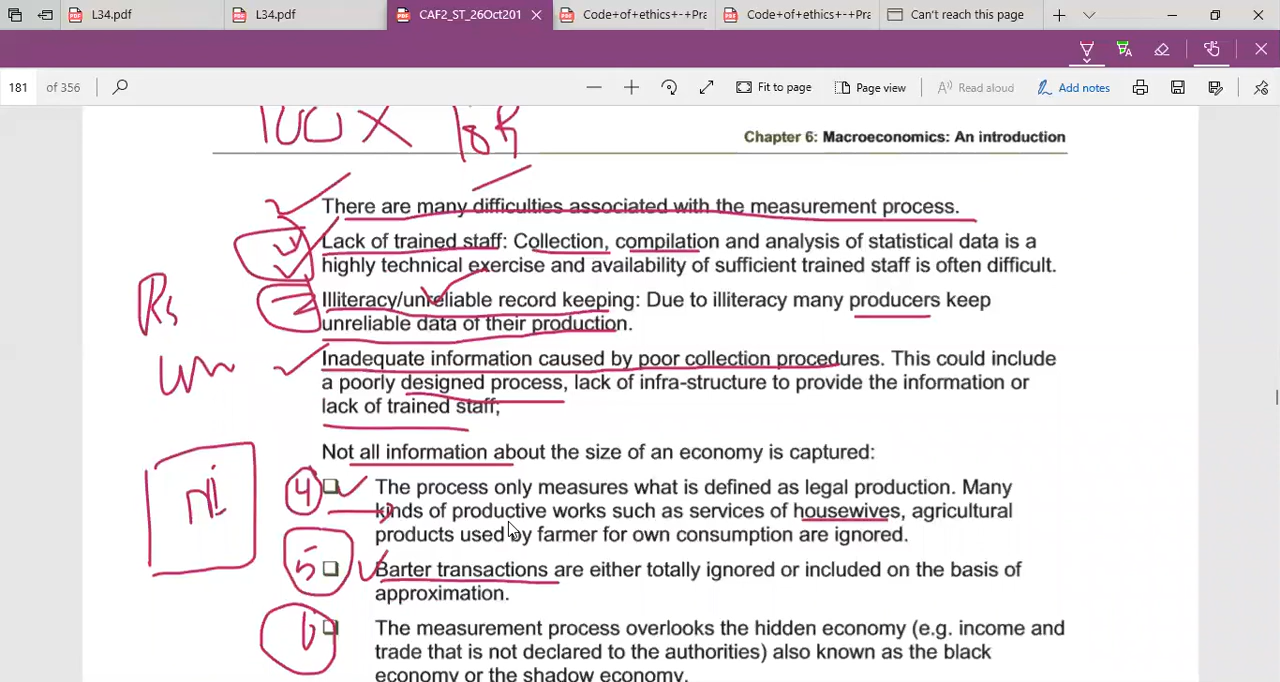 L34.pdf
L34.pdf
CAF2_ST_26Oct201
Code+of+ethics+-+Pra
Code+of+ethics+-+Pra
Can't reach this page
181 of 356
Fit to page
Page view
Read aloud
Add notes
100 X 10K
Chapter 6: Macroeconomics: An introduction
There are many difficulties associated with the measurement process.
Lack of trained staff: Collection, compilation and analysis of statistical data is a
highly technical exercise and availability of sufficient trained staff is often difficult.
Rs
2
Illiteracy/unreliable record keeping: Due to illiteracy many producers keep
unreliable data of their production.
Inadequate information caused by poor collection procedures. This could include
a poorly designed process, lack of infra-structure to provide the information or
lack of trained staff;
Not all information about the size of an economy is captured:
NI
4
The process only measures what is defined as legal production. Many
kinds of productive works such as services of housewives, agricultural
products used by farmer for own consumption are ignored.
5
Barter transactions are either totally ignored or included on the basis of
approximation.
6
The measurement process overlooks the hidden economy (e.g. income and
trade that is not declared to the authorities) also known as the black
economy or the shadow economy.